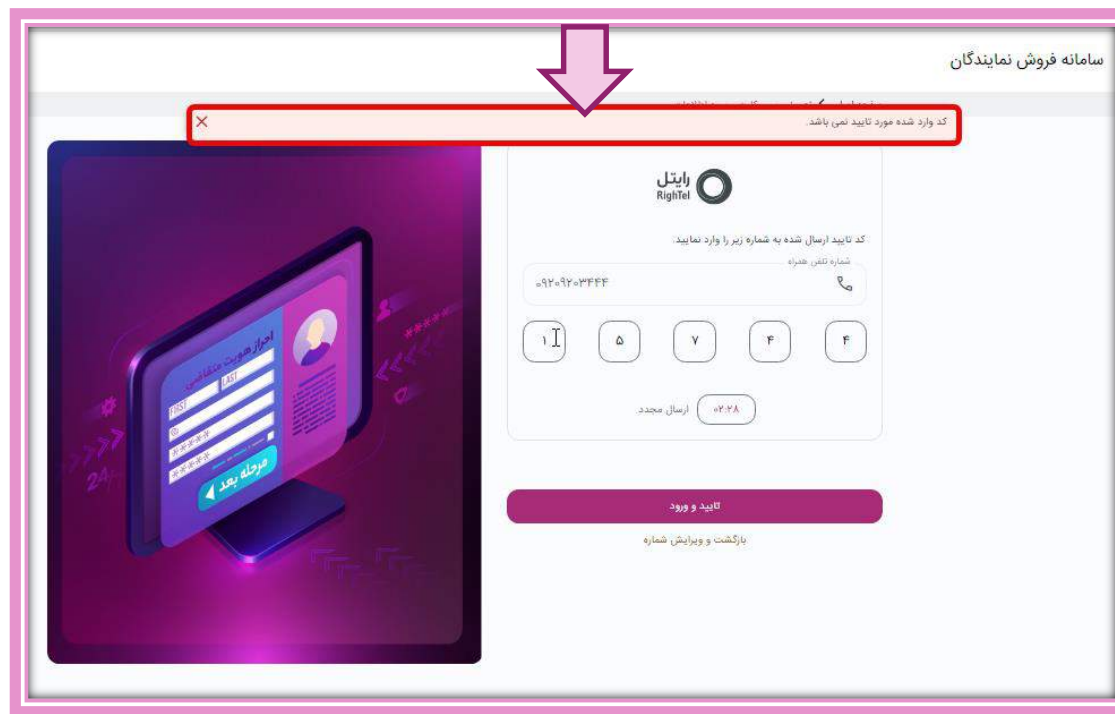 سامانه فروش نمایندگان
کد وارد شده مورد تایید نمی باشد.
رایتل
RighTel
کد تایید ارسال شده به شماره زیر را وارد نمایید.
شماره تلفن همراه
۰۹۲۰۹۲۰۳۴۴۴
۱ ۵ ۷ ۴ ۴
ارسال مجدد ۰۲:۲۸
تایید و ورود
بازگشت و ویرایش شماره
احراز هویت متقاضی
FIRST LAST
*****
*****
مرحله بعد
*****
24